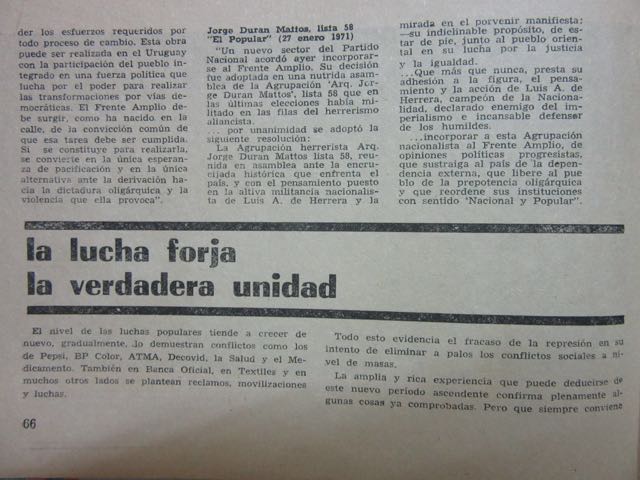 der los esfuerzos requeridos por
todo proceso de cambio. Esta obra
puede ser realizada en el Uruguay
con la participación del pueblo in-
tegrado en una fuerza política que
lucha por el poder para realizar
las transformaciones por vías de-
mocráticas. El Frente Amplio de-
be surgir, como ha nacido en la
calle, de la convicción común de
que esa tarea debe ser cumplida.
Si se constituye para realizarla,
se convierte en la única esperan-
za de pacificación y en la única
alternativa ante la derivación ha-
cia la dictadura oligárquica y la
violencia que ella provoca".
Jorge Duran Mattos, lista 58
"El Popular" (27 enero 1971)
"Un nuevo sector del Partido
Nacional acordó ayer incorporar-
se al Frente Amplio. Su decisión
fue adoptada en una nutrida asam-
blea de la Agrupación 'Arq. Jor-
ge Duran Mattos', lista 58 que en
las últimas elecciones había mi-
litado en las filas del herrerismo
aliancista.
... por unanimidad se adoptó la
siguiente resolución:
La Agrupación herrerista Arq.
Jorge Duran Mattos lista 58, reu-
nida en asamblea ante la encru-
cijada histórica que enfrenta el
país, y con el pensamiento puesto
en la altiva militancia nacionalis-
ta de Luis A. de Herrera y la
mirada en el porvenir manifiesta:
—su indeclinable propósito, de es-
tar de pie, junto al pueblo orien-
tal en su lucha por la justicia
y la igualdad.
...Que más que nunca, presta su
adhesión a la figura, el pensa-
miento y la acción de Luis A. de
Herrera, campeón de la Naciona-
lidad, declarado enemigo del im-
perialismo e incansable defensor
de los humildes.
...incorporar a esta Agrupación
nacionalista al Frente Amplio, de
de opiniones políticas progresistas,
que sustraiga al país de la depen-
dencia externa, que libere al pue-
blo de la prepotencia oligárquica
y que reordene sus instituciones
con sentido 'Nacional y Popular".
la lucha forja
la verdadera unidad
El nivel de las luchas populares tiende a crecer de
nuevo, gradualmente. lo demuestran conflictos como los
de Pepsi, BP Color, ATMA, Decovid, la Salud y el Me-
dicamento. También en Banca Oficial, en Textiles y en
muchos otros lados se plantean reclamos, movilizaciones
y luchas.
Todo esto evidencia el fracaso de la represión en su
intento de eliminar a palos los conflictos sociales a ni-
vel de masas.
La amplia y rica experiencia que puede deducirse de
este nuevo período ascendente confirma plenamente al-
gunas cosas ya comprobadas. Pero que siempre conviene
66